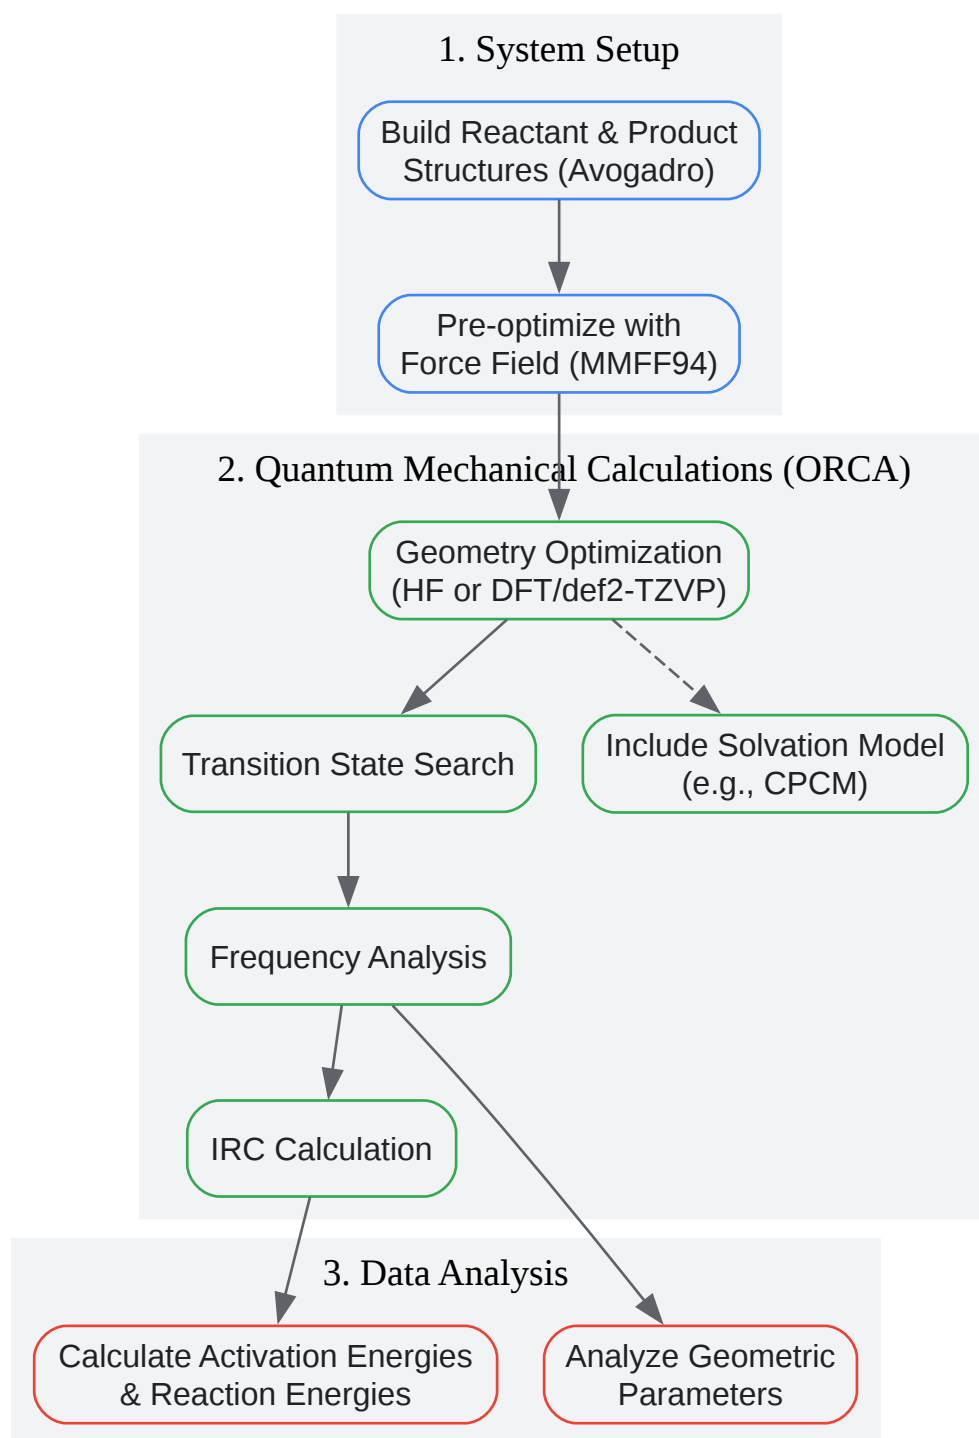 1. System Setup
Build Reactant & Product
Structures (Avogadro)
Pre-optimize with
Force Field (MMFF94)
2. Quantum Mechanical Calculations (ORCA)
Geometry Optimization
(HF or DFT/def2-TZVP)
Transition State Search
Include Solvation Model
(e.g., CPCM)
Frequency Analysis
IRC Calculation
3. Data Analysis
Calculate Activation Energies
& Reaction Energies
Analyze Geometric
Parameters